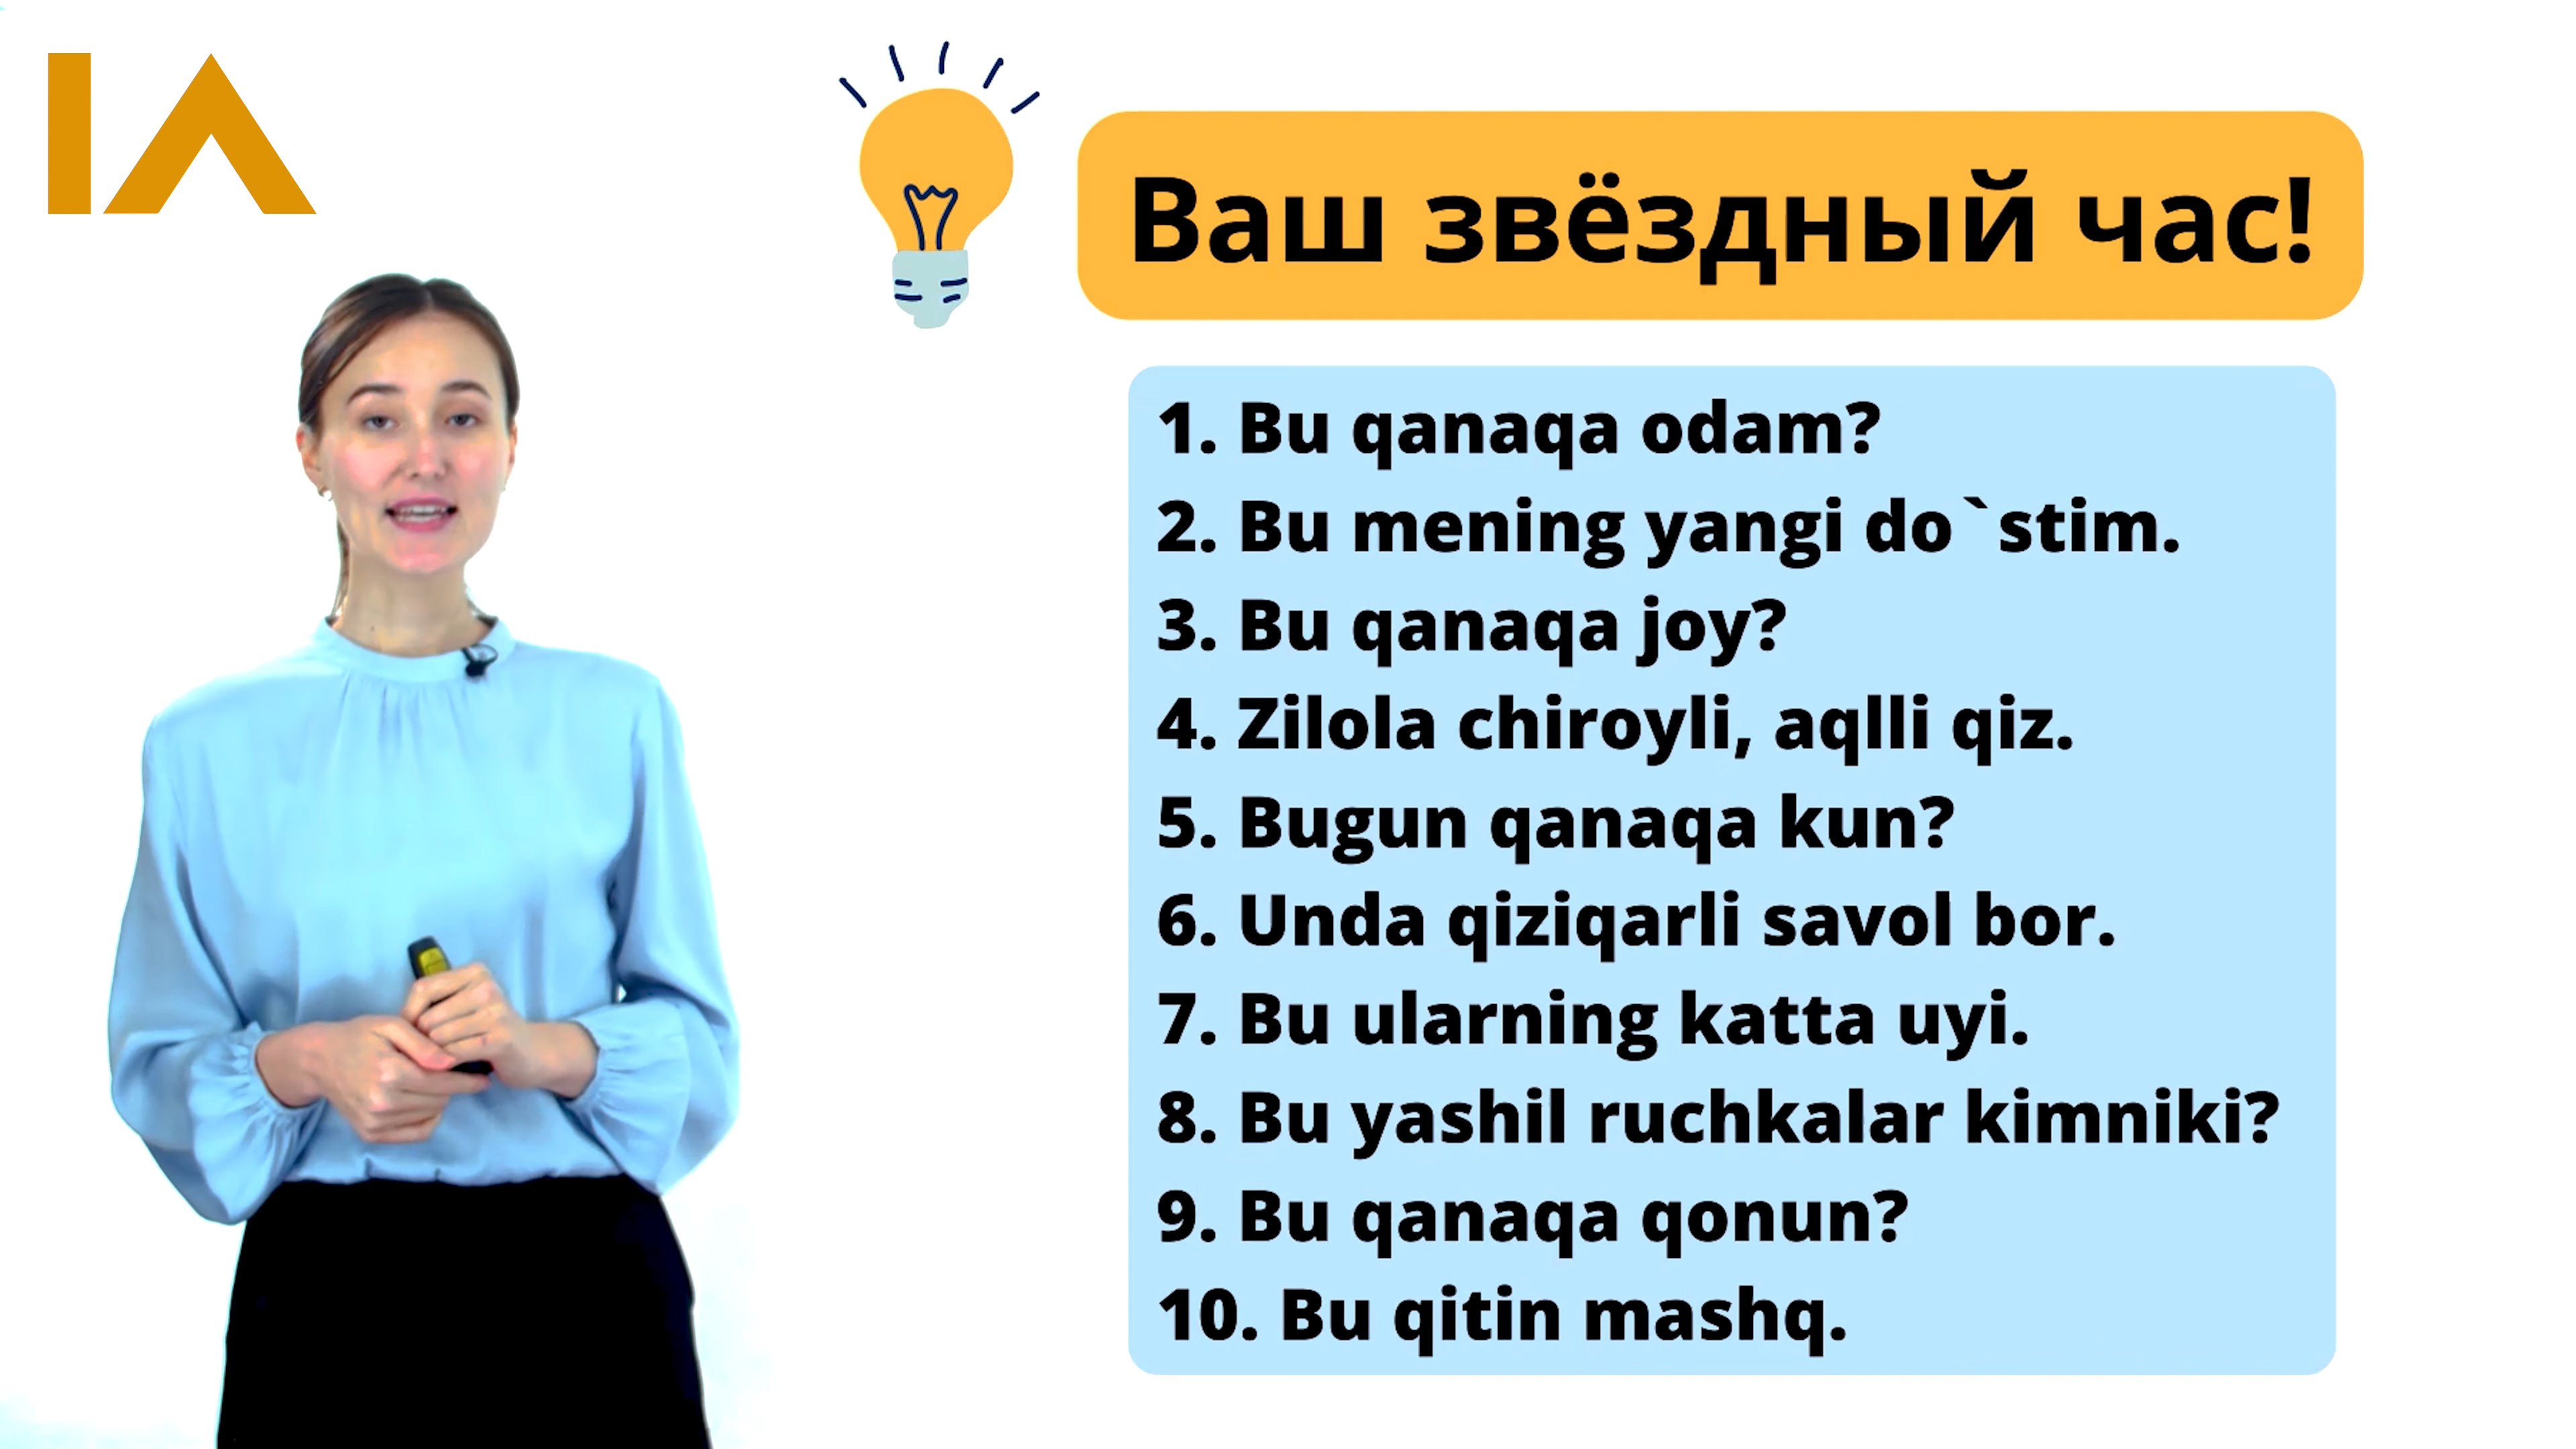 IA
Ваш звёздный час!
1. Bu qanaqa odam?
2. Bu mening yangi do`stim.
3. Bu qanaqa joy?
4. Zilola chiroyli, aqlli qiz.
5. Bugun qanaqa kun?
6. Unda qiziqarli savol bor.
7. Bu ularning katta uyi.
8. Bu yashil ruchkalar kimniki?
9. Bu qanaqa qonun?
10. Bu qitin mashq.